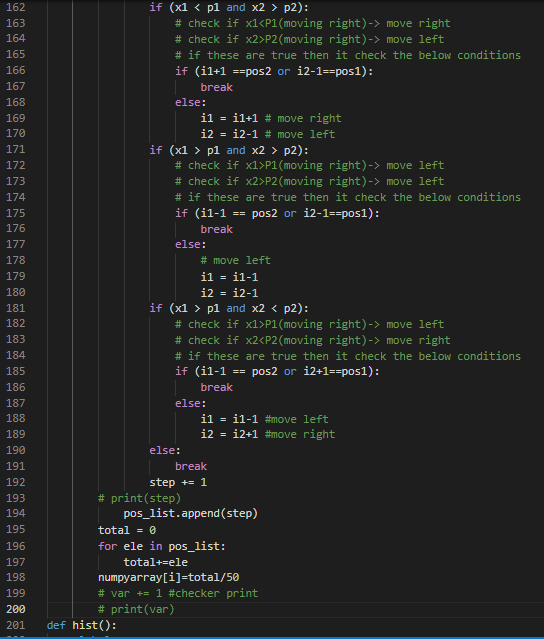 162 if (x1 < p1 and x2 > p2):
163 # check if x1<P1(moving right)-> move right
164 # check if x2>P2(moving right)-> move left
165 # if these are true then it check the below conditions
166 if (i1+1 ==pos2 or i2-1==pos1):
167 break
168 else:
169 i1 = i1+1 # move right
170 i2 = i2-1 # move left
171 if (x1 > p1 and x2 > p2):
172 # check if x1>P1(moving right)-> move left
173 # check if x2>P2(moving right)-> move left
174 # if these are true then it check the below conditions
175 if (i1-1 == pos2 or i2-1==pos1):
176 break
177 else:
178 # move left
179 i1 = i1-1
180 i2 = i2-1
181 if (x1 > p1 and x2 < p2):
182 # check if x1>P1(moving right)-> move left
183 # check if x2<P2(moving right)-> move right
184 # if these are true then it check the below conditions
185 if (i1-1 == pos2 or i2+1==pos1):
186 break
187 else:
188 i1 = i1-1 #move left
189 i2 = i2+1 #move right
190 else:
191 break
192 step += 1
193 # print(step)
194 pos_list.append(step)
195 total = 0
196 for ele in pos_list:
197 total+=ele
198 numpyarray[i]=total/50
199 # var += 1 #checker print
200 # print(var)
201 def hist():